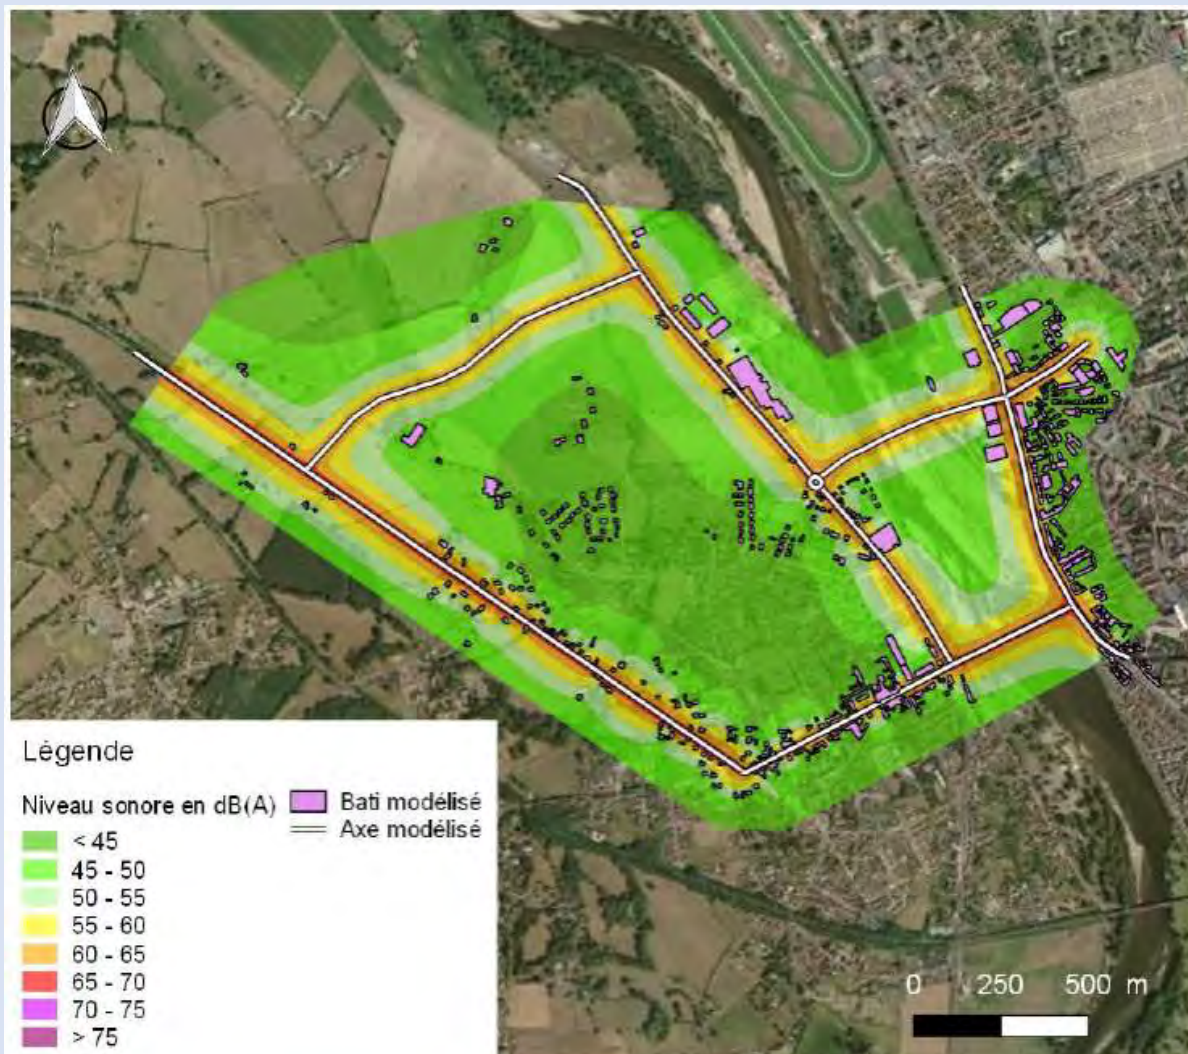 Légende
Niveau sonore en dB(A)
< 45
45 - 50
50 - 55
55 - 60
60 - 65
65 - 70
70 - 75
> 75
Bati modélisé
Axe modélisé
0 250 500 m